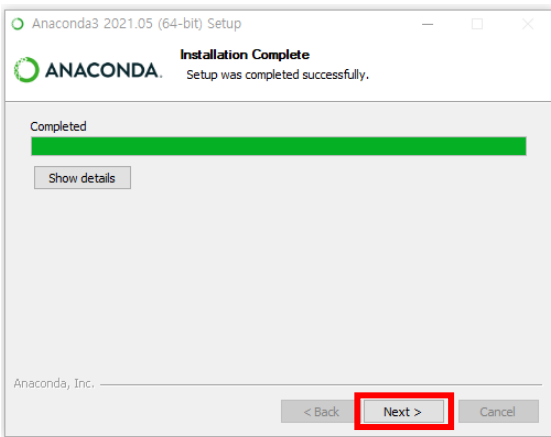 Anaconda3 2021.05 (64-bit) Setup
ANACONDA.
Installation Complete
Setup was completed successfully.
Completed
Show details
Anaconda, Inc.
< Back
Next >
Cancel